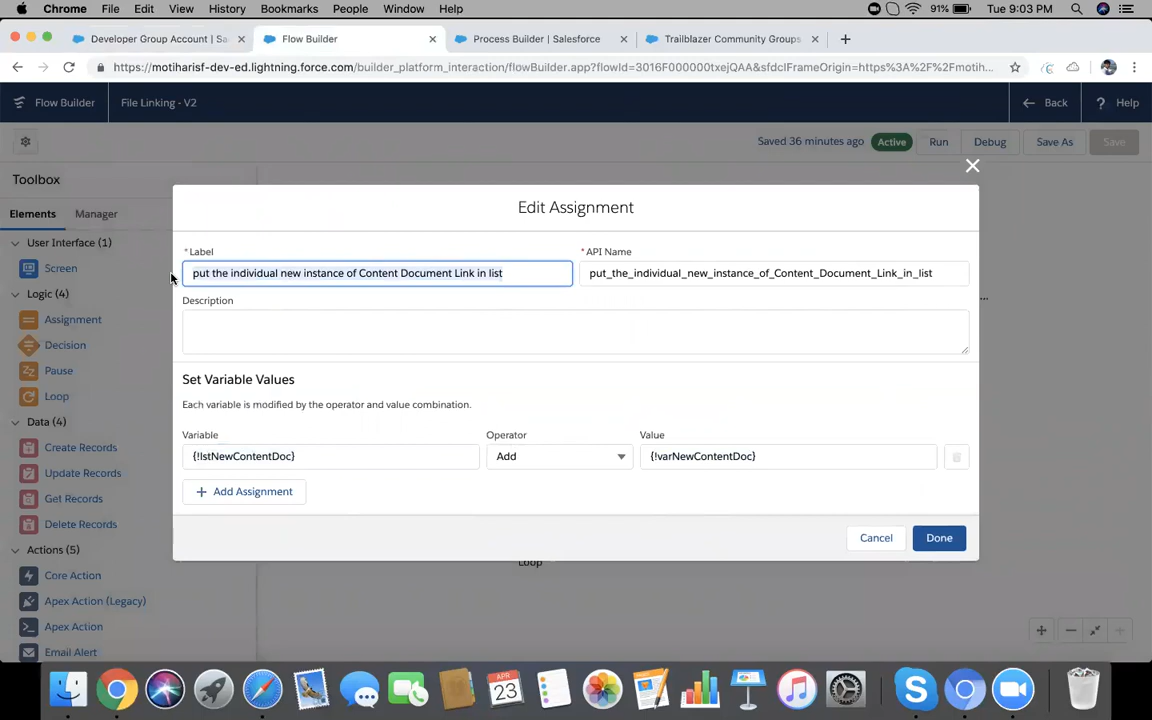 Chrome File Edit View History Bookmarks People Window Help 91% Tue 9:03 PM
Developer Group Account | Sa
Flow Builder
Process Builder | Salesforce
Trailblazer Community Groups
https://motiharisf-dev-ed.lightning.force.com/builder_platform_interaction/flowBuilder.app?flowId=3016F000000txejQAA&sfdcIFrameOrigin=https%3A%2F%2Fmotih...
Flow Builder File Linking - V2 Back ? Help
Saved 36 minutes ago Active Run Debug Save As Save
Toolbox
Elements Manager
User Interface (1)
Screen
Logic (4)
Assignment
Decision
Pause
Loop
Data (4)
Create Records
Update Records
Get Records
Delete Records
Actions (5)
Core Action
Apex Action (Legacy)
Apex Action
Email Alert
Edit Assignment
* Label
put the individual new instance of Content Document Link in list
* API Name
put_the_individual_new_instance_of_Content_Document_Link_in_list
Description
Set Variable Values
Each variable is modified by the operator and value combination.
Variable Operator Value
{!lstNewContentDoc} Add {!varNewContentDoc}
+ Add Assignment
Cancel Done
Loop
...
APR
23